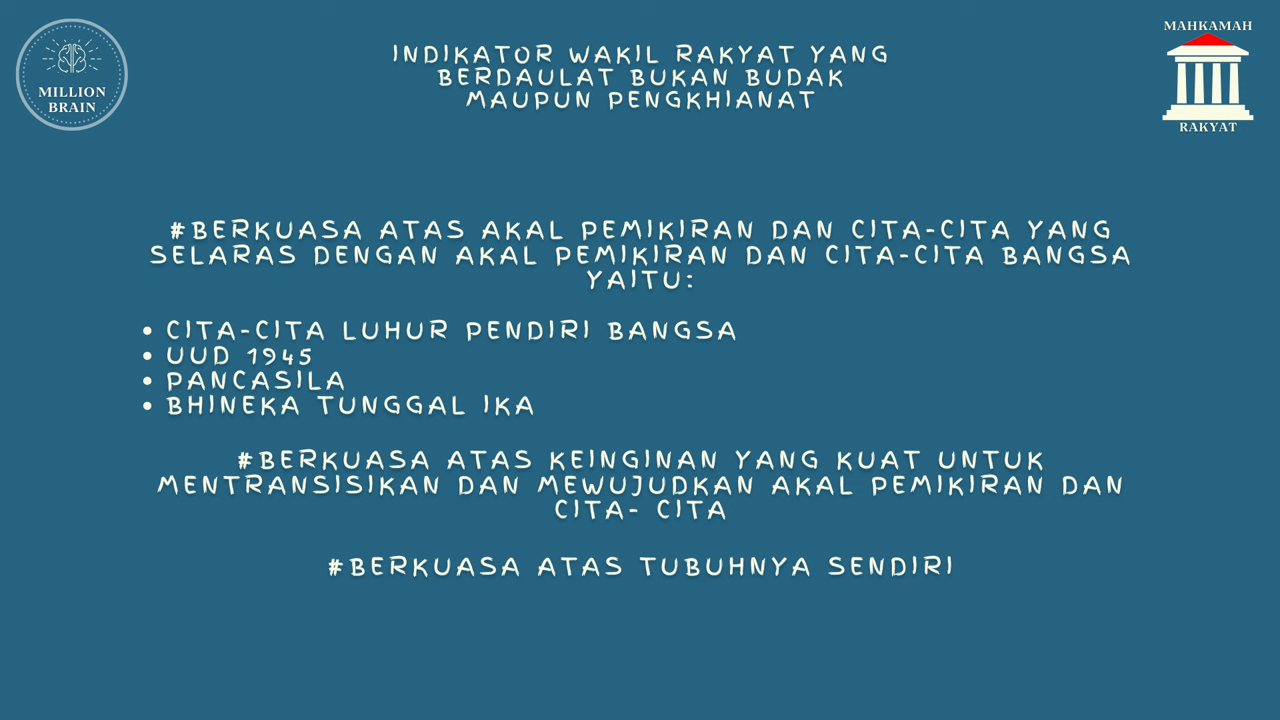 MILLION
BRAIN
INDIKATOR WAKIL RAKYAT YANG
BERDAULAT BUKAN BUDAK
MAUPUN PENGKHIANAT
MAHKAMAH
RAKYAT
#BERKUASA ATAS AKAL PEMIKIRAN DAN CITA-CITA YANG
SELARAS DENGAN AKAL PEMIKIRAN DAN CITA-CITA BANGSA
YAITU:
• CITA-CITA LUHUR PENDIRI BANGSA
• UUD 1945
• PANCASILA
• BHINEKA TUNGGAL IKA
#BERKUASA ATAS KEINGINAN YANG KUAT UNTUK
MENTRANSISIKAN DAN MEWUJUDKAN AKAL PEMIKIRAN DAN
CITA- CITA
#BERKUASA ATAS TUBUHNYA SENDIRI